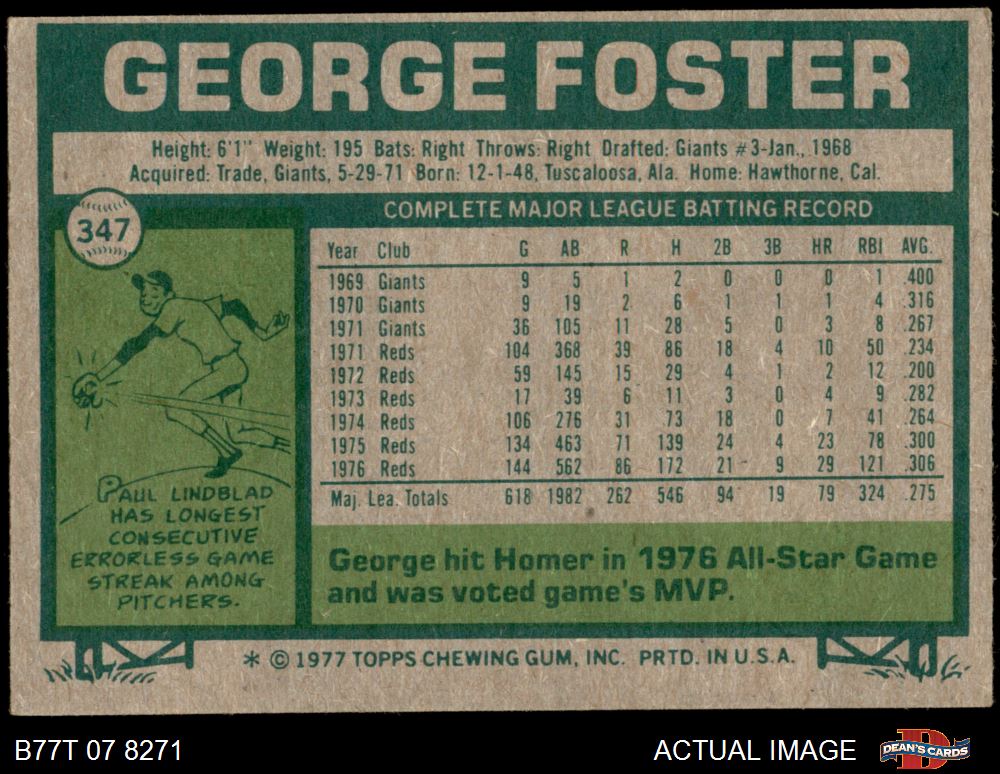 GEORGE FOSTER
Height: 6'1" Weight: 195 Bats: Right Throws: Right Drafted: Giants #3-Jan., 1968
Acquired: Trade, Giants, 5-29-71 Born: 12-1-48, Tuscaloosa, Ala. Home: Hawthorne, Cal.
347
COMPLETE MAJOR LEAGUE BATTING RECORD
Year Club G AB R H 2B 3B HR RBI AVG.
1969 Giants 9 5 1 2 0 0 0 1 .400
1970 Giants 9 19 2 6 1 1 1 4 .316
1971 Giants 36 105 11 28 5 0 3 8 .267
1971 Reds 104 368 39 86 18 4 10 50 .234
1972 Reds 59 145 15 29 4 1 2 12 .200
1973 Reds 17 39 6 11 3 0 4 9 .282
1974 Reds 106 276 31 73 18 0 7 41 .264
1975 Reds 134 463 71 139 24 4 23 78 .300
1976 Reds 144 562 86 172 21 9 29 121 .306
Maj. Lea. Totals 618 1982 262 546 94 19 79 324 .275
PAUL LINDBLAD
HAS LONGEST
CONSECUTIVE
ERRORLESS GAME
STREAK AMONG
PITCHERS.
George hit Homer in 1976 All-Star Game
and was voted game's MVP.
* © 1977 TOPPS CHEWING GUM, INC. PRTD. IN U.S.A.
B77T 07 8271
ACTUAL IMAGE
DEAN'S CARDS